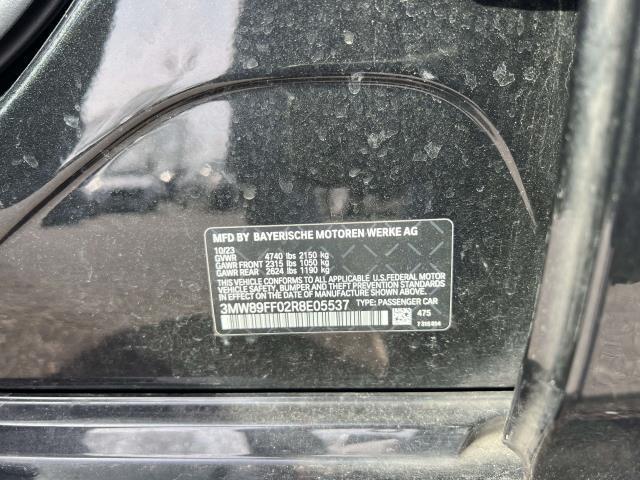 MFD BY BAYERISCHE MOTOREN WERKE AG
10/23
GVWR 4740 lbs 2150 kg
GAWR FRONT 2315 lbs 1050 kg
GAWR REAR 2624 lbs 1190 kg
THIS VEHICLE CONFORMS TO ALL APPLICABLE U.S.FEDERAL MOTOR
VEHICLE SAFETY, BUMPER AND THEFT PREVENTION STANDARDS
IN EFFECT ON THE DATE OF MANUFACTURE SHOWN ABOVE.
3MW89FF02R8E05537 TYPE: PASSENGER CAR
475